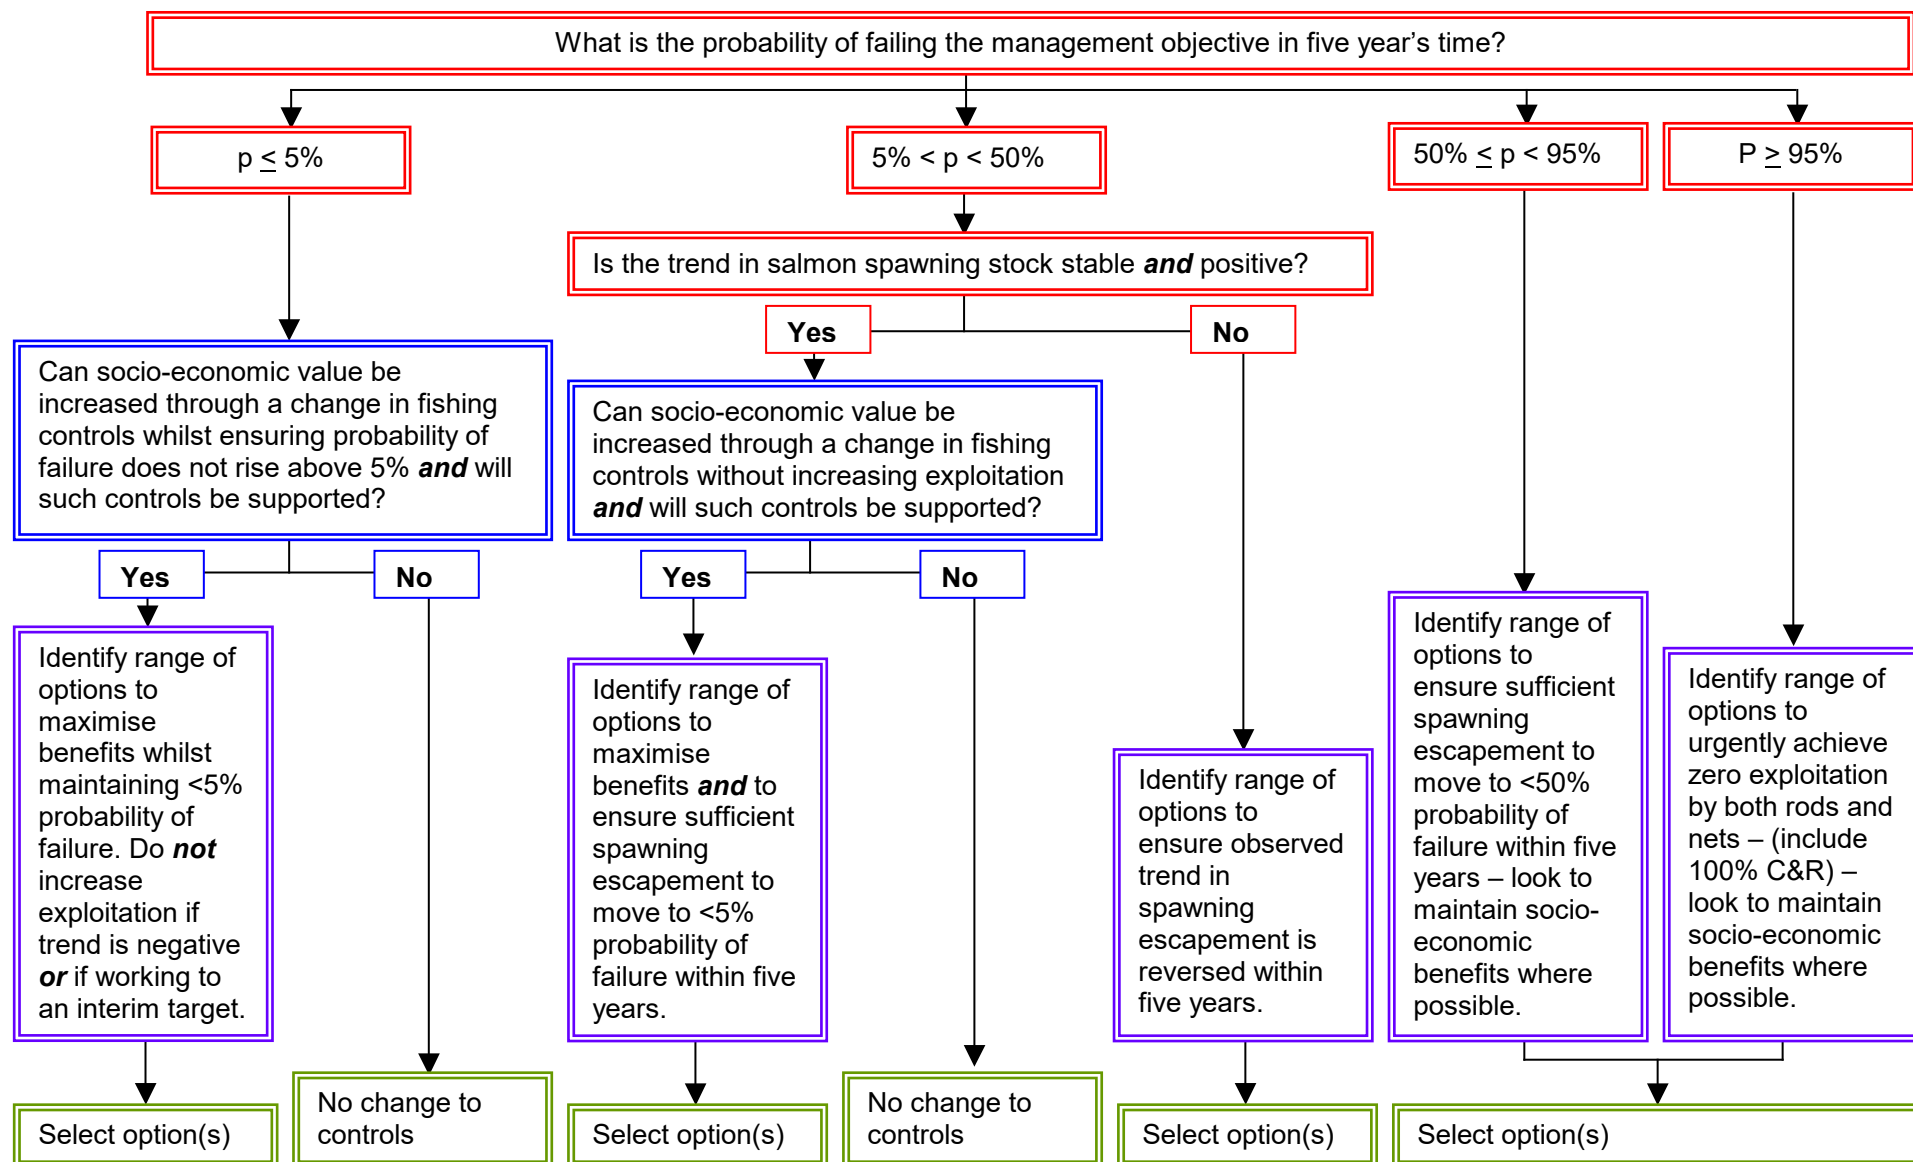 What is the probability of failing the management objective in five year’s time?
p ≤ 5%
5% < p < 50%
50% ≤ p < 95%
P ≥ 95%
Is the trend in salmon spawning stock stable and positive?
Yes
No
Can socio-economic value be
increased through a change in fishing
controls whilst ensuring probability of
failure does not rise above 5% and will
such controls be supported?
Can socio-economic value be
increased through a change in fishing
controls without increasing exploitation
and will such controls be supported?
Yes
No
Yes
No
Identify range of
options to
maximise
benefits whilst
maintaining <5%
probability of
failure. Do not
increase
exploitation if
trend is negative
or if working to
an interim target.
Identify range of
options to
maximise
benefits and to
ensure sufficient
spawning
escapement to
move to <5%
probability of
failure within five
years.
Identify range of
options to
ensure observed
trend in
spawning
escapement is
reversed within
five years.
Identify range of
options to
ensure sufficient
spawning
escapement to
move to <50%
probability of
failure within five
years – look to
maintain socio-
economic
benefits where
possible.
Identify range of
options to
urgently achieve
zero exploitation
by both rods and
nets – (include
100% C&R) –
look to maintain
socio-economic
benefits where
possible.
Select option(s)
No change to
controls
Select option(s)
No change to
controls
Select option(s)
Select option(s)